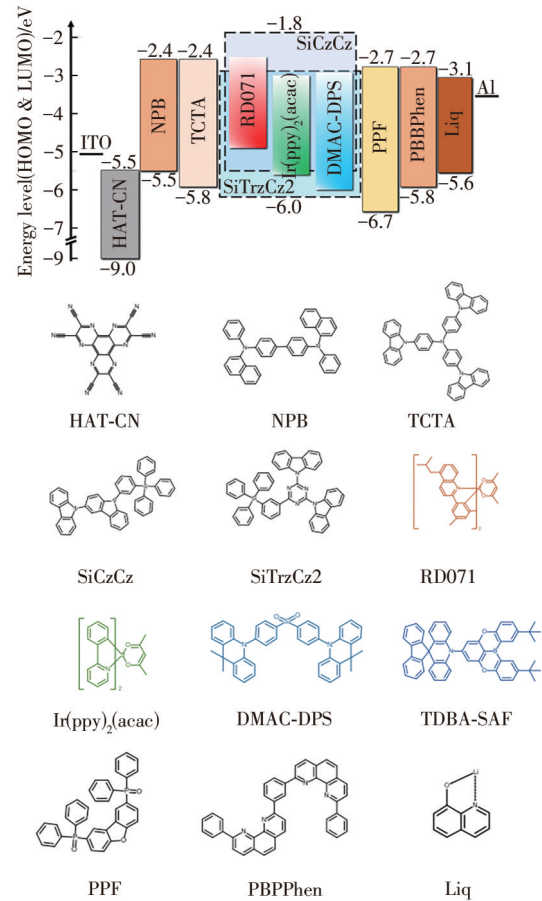 Energy level(HOMO & LUMO)/eV
−2
−3
−4
−5
−6
−7
−9
ITO
−5.5
HAT-CN
−9.0
−2.4
NPB
−5.5
−2.4
TCTA
−5.8
−1.8
SiCzCz
RD071
Ir(ppy)₂(acac)
DMAC-DPS
SiTrzCz2
−6.0
−2.7
PPF
−6.7
−2.7
PBBPhen
−5.8
−3.1
Liq
−5.6
Al
HAT-CN
NPB
TCTA
SiCzCz
SiTrzCz2
RD071
Ir(ppy)₂(acac)
DMAC-DPS
TDBA-SAF
PPF
PBPPhen
Liq